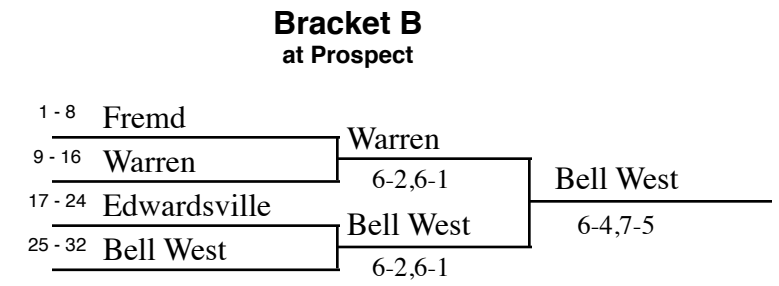 Bracket B
at Prospect
1 - 8 Fremd
Warren
9 - 16 Warren
6-2,6-1
Bell West
17 - 24 Edwardsville
Bell West
6-4,7-5
25 - 32 Bell West
6-2,6-1